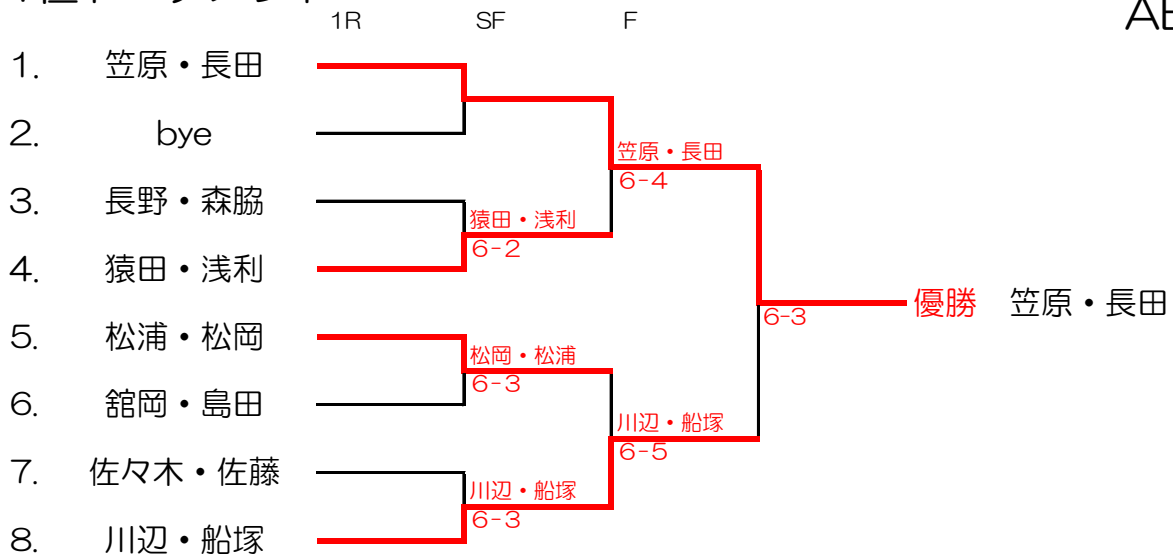 1R SF F
1. 笠原・長田
2. bye
笠原・長田
6-4
3. 長野・森脇
猿田・浅利
6-2
4. 猿田・浅利
優勝 笠原・長田
6-3
5. 松浦・松岡
松岡・松浦
6-3
6. 舘岡・島田
川辺・船塚
6-5
7. 佐々木・佐藤
川辺・船塚
6-3
8. 川辺・船塚